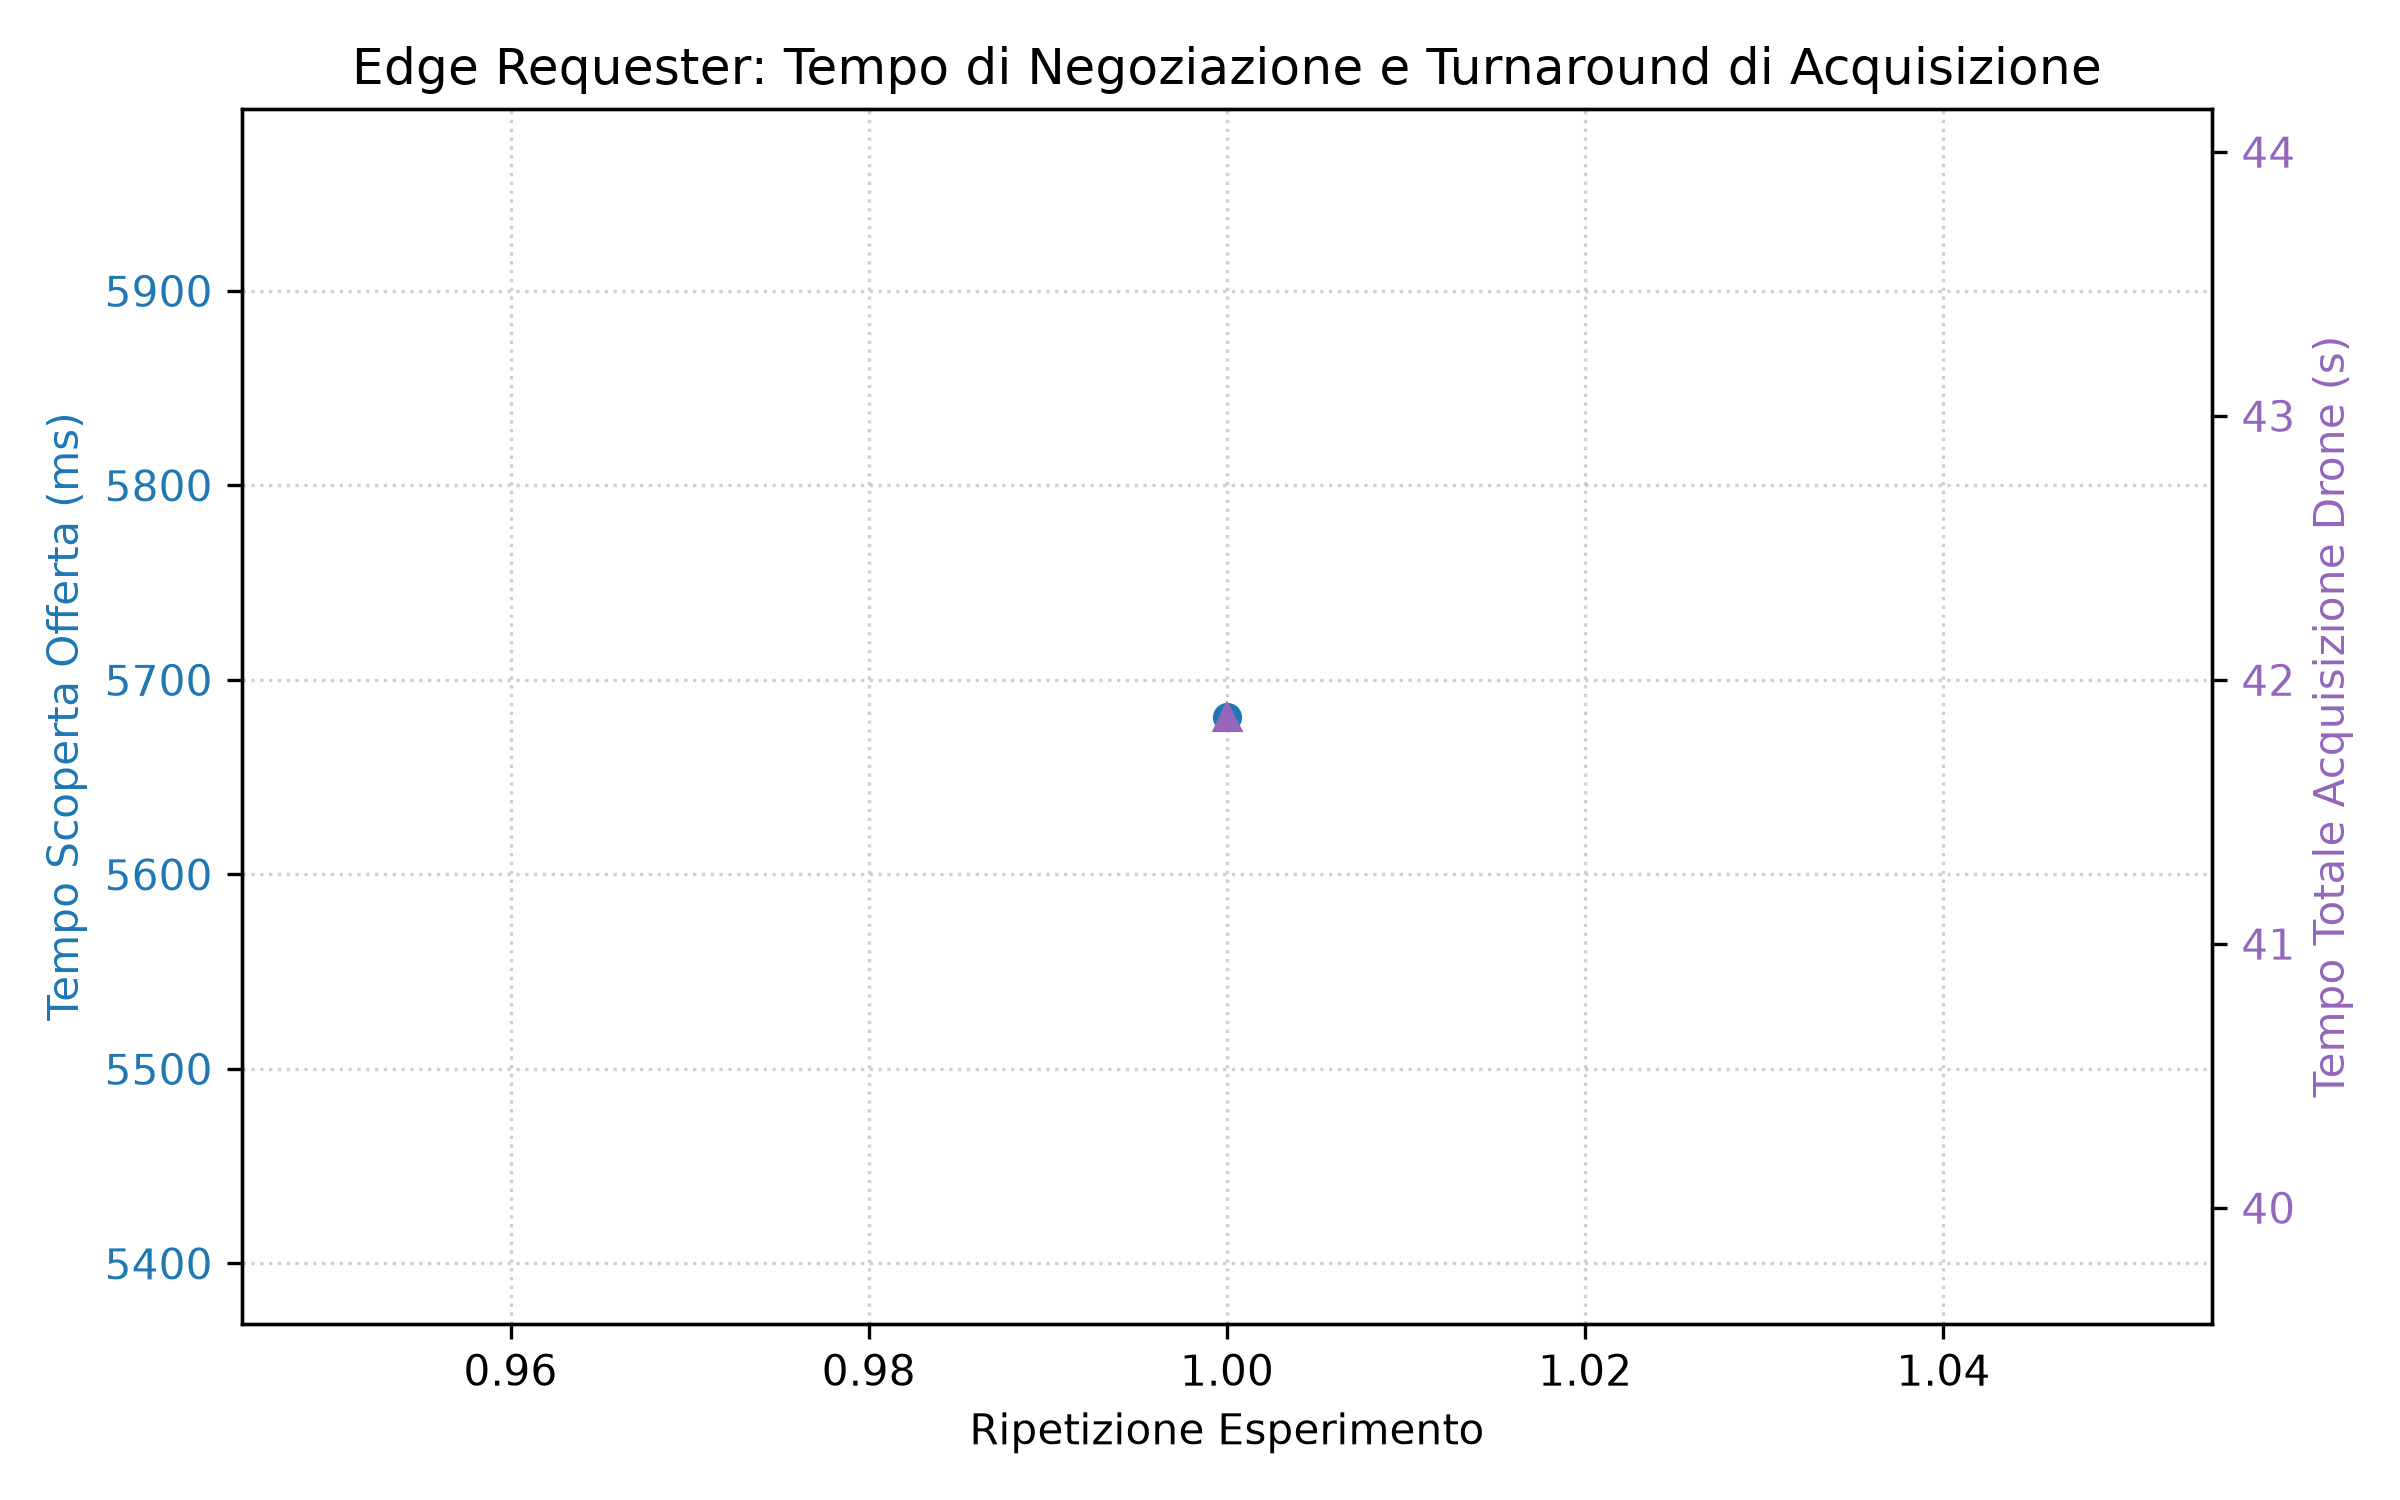 Edge Requester: Tempo di Negoziazione e Turnaround di Acquisizione
Tempo Scoperta Offerta (ms)
5900
5800
5700
5600
5500
5400
44
43
42
41
40
Tempo Totale Acquisizione Drone (s)
0.96 0.98 1.00 1.02 1.04
Ripetizione Esperimento